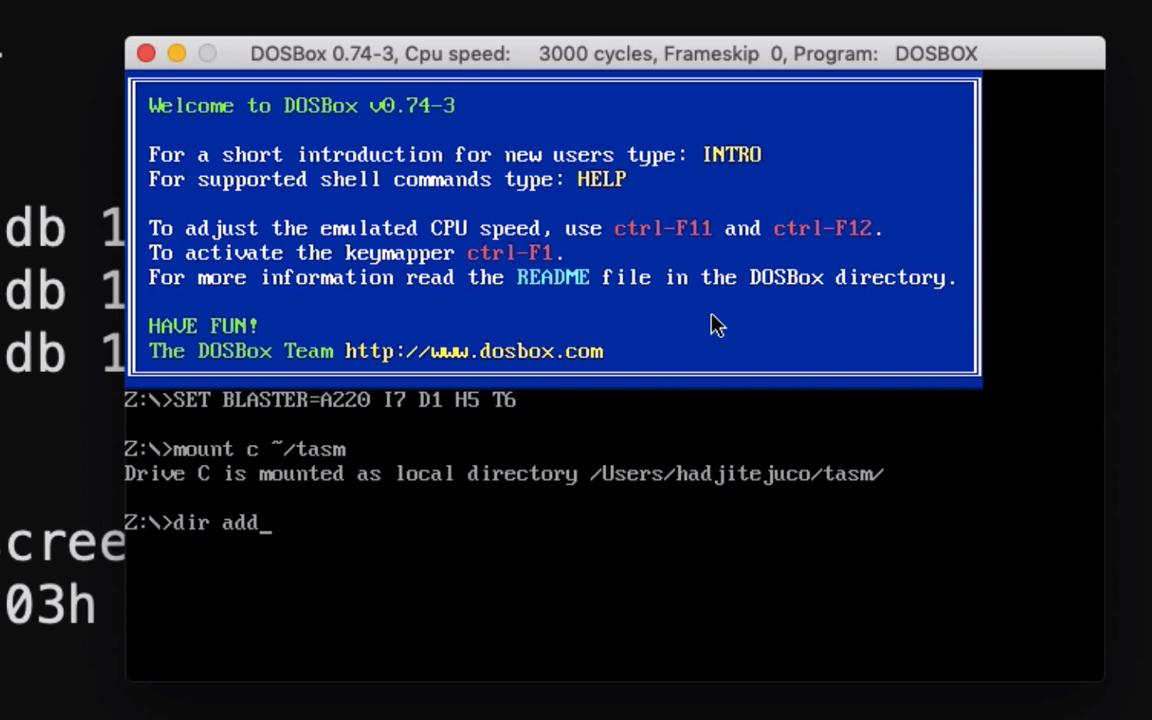 DOSBox 0.74-3, Cpu speed: 3000 cycles, Frameskip 0, Program: DOSBOX
Welcome to DOSBox v0.74-3
For a short introduction for new users type: INTRO
For supported shell commands type: HELP
To adjust the emulated CPU speed, use ctrl-F11 and ctrl-F12.
To activate the keymapper ctrl-F1.
For more information read the README file in the DOSBox directory.
HAVE FUN!
The DOSBox Team http://www.dosbox.com
Z:\>SET BLASTER=A220 I7 D1 H5 T6
Z:\>mount c ~/tasm
Drive C is mounted as local directory /Users/hadjitejuco/tasm/
Z:\>dir add_
db 1
db 1
db 1
scree
03h